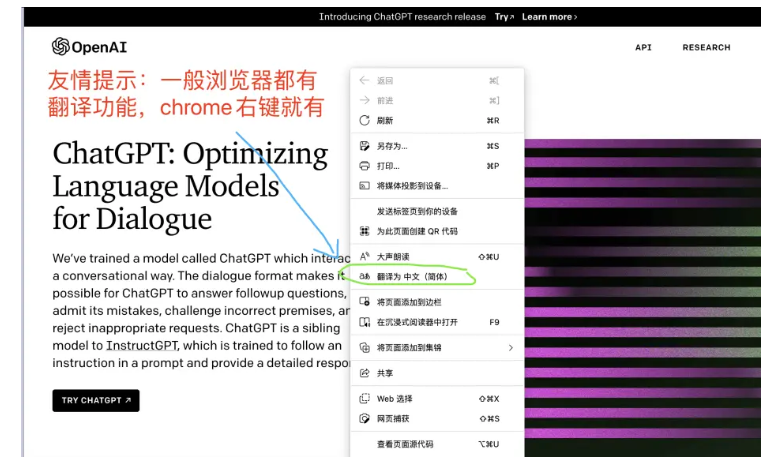 Introducing ChatGPT research release Try↗ Learn more›
OpenAI
API RESEARCH
友情提示：一般浏览器都有
翻译功能，chrome右键就有
ChatGPT: Optimizing
Language Models
for Dialogue
We've trained a model called ChatGPT which interac
a conversational way. The dialogue format makes it
possible for ChatGPT to answer followup questions,
admit its mistakes, challenge incorrect premises, an
reject inappropriate requests. ChatGPT is a sibling
model to InstructGPT, which is trained to follow an
instruction in a prompt and provide a detailed respo
TRY CHATGPT ↗
返回 ⌘[
前进 ⌘]
刷新 ⌘R
另存为... ⌘S
打印... ⌘P
将媒体投影到设备...
发送标签页到你的设备
为此页面创建 QR 代码
大声朗读 ⇧⌘U
翻译为 中文（简体）
将页面添加到边栏
在沉浸式阅读器中打开 F9
将页面添加到集锦
共享
Web 选择 ⇧⌘X
网页捕获 ⇧⌘S
查看页面源代码 ⌥⌘U